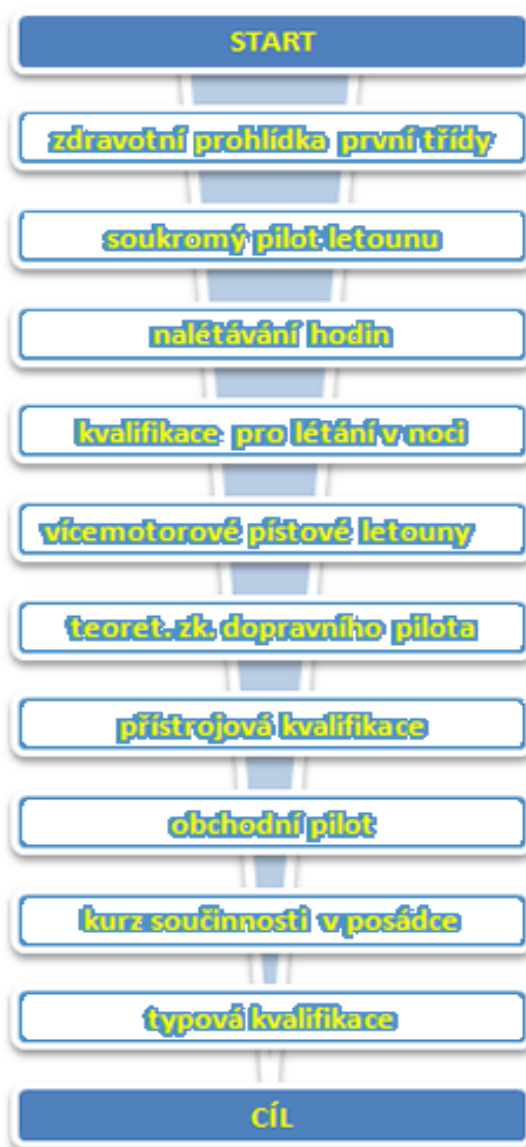 START
zdravotní prohlídka první třídy
soukromý pilot letounu
nalétávání hodin
kvalifikace pro létání v noci
vícemotorové pístové letouny
teoret. zk. dopravního pilota
přístrojová kvalifikace
obchodní pilot
kurz součinnosti v posádce
typová kvalifikace
CÍL